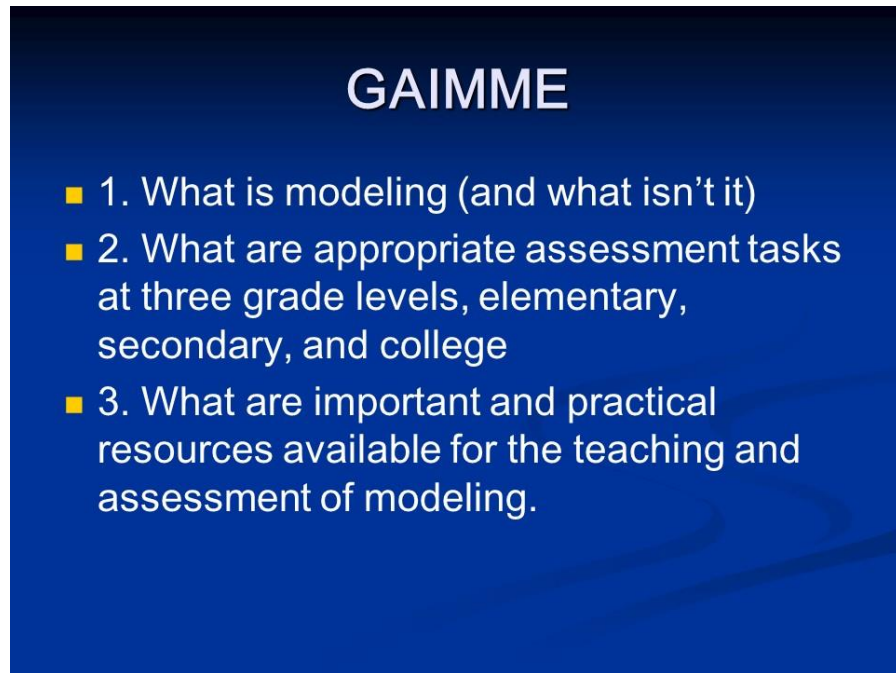 GAIMME
1. What is modeling (and what isn’t it)
2. What are appropriate assessment tasks
at three grade levels, elementary,
secondary, and college
3. What are important and practical
resources available for the teaching and
assessment of modeling.